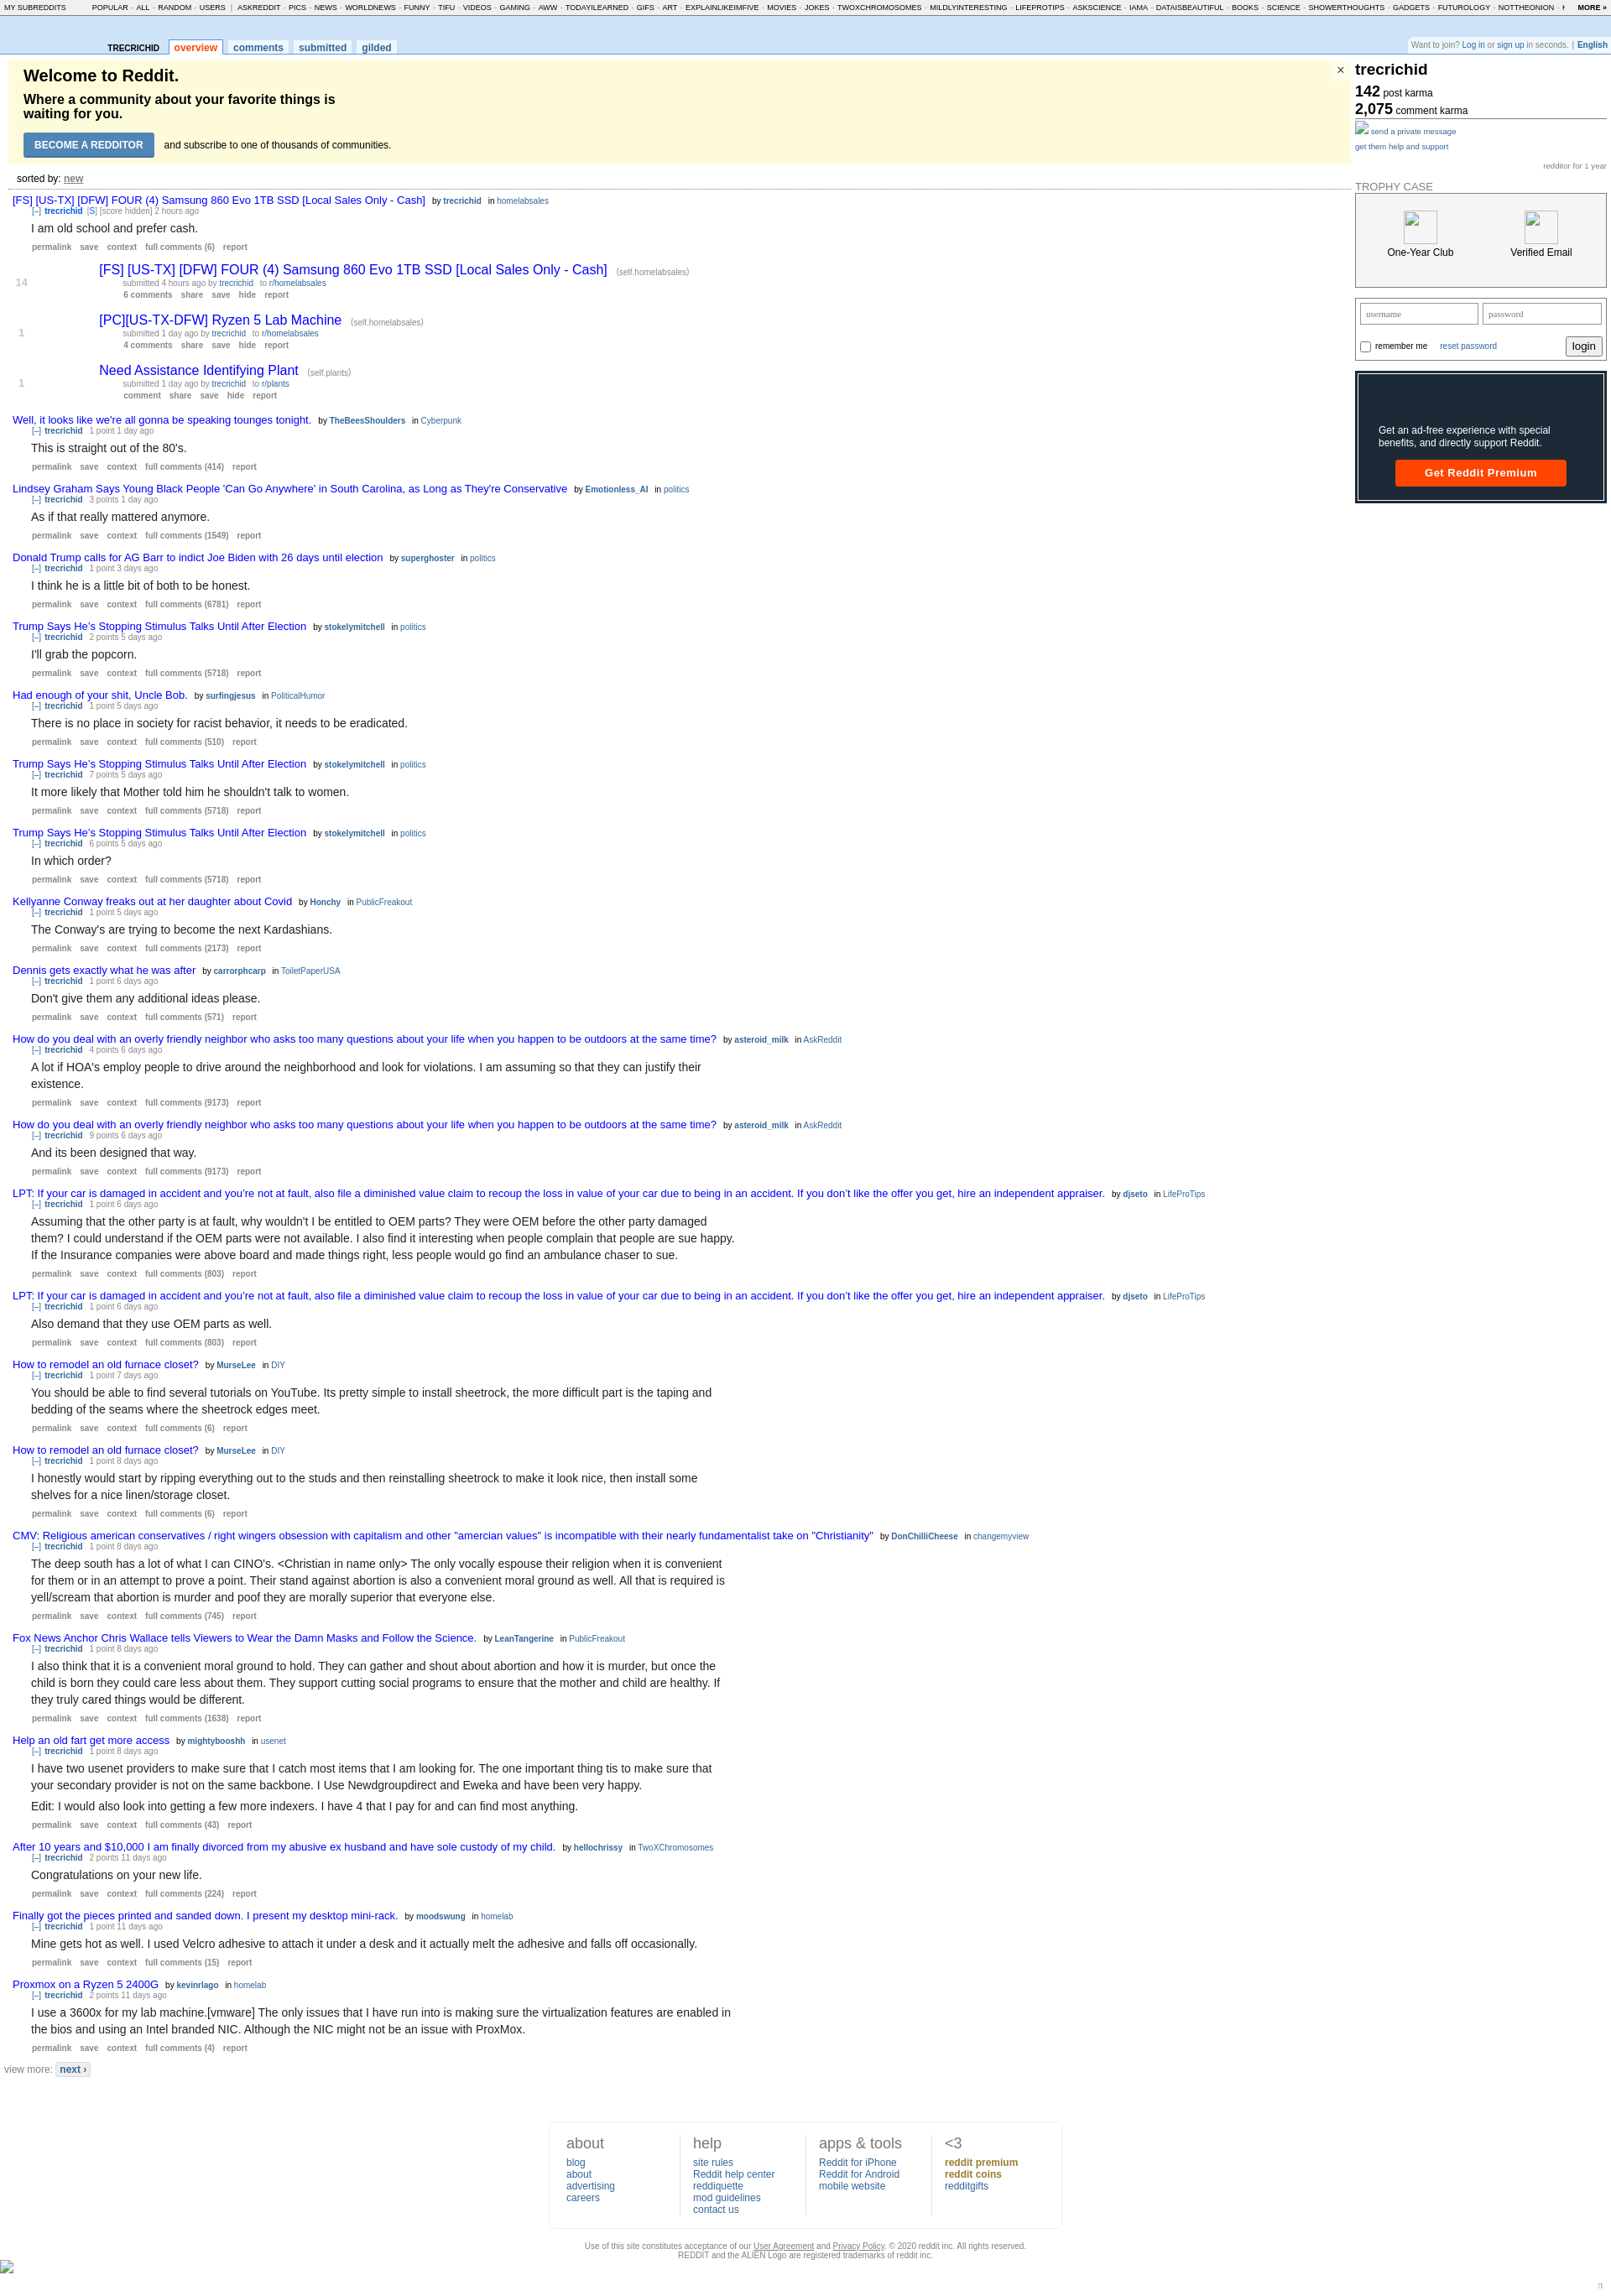 MY SUBREDDITS POPULAR - ALL - RANDOM - USERS | ASKREDDIT - PICS - NEWS - WORLDNEWS - FUNNY - TIFU - VIDEOS - GAMING - AWW - TODAYILEARNED - GIFS - ART - EXPLAINLIKEIMFIVE - MOVIES - JOKES - TWOXCHROMOSOMES - MILDLYINTERESTING - LIFEPROTIPS - ASKSCIENCE - IAMA - DATAISBEAUTIFUL - BOOKS - SCIENCE - SHOWERTHOUGHTS - GADGETS - FUTUROLOGY - NOTTHEONION - MORE »
TRECRICHID overview comments submitted gilded
Want to join? Log in or sign up in seconds. | English
Welcome to Reddit.
×
Where a community about your favorite things is
waiting for you.
BECOME A REDDITOR and subscribe to one of thousands of communities.
trecrichid
142 post karma
2,075 comment karma
send a private message
get them help and support
redditor for 1 year
TROPHY CASE
One-Year Club Verified Email
username password
remember me reset password login
Get an ad-free experience with special
benefits, and directly support Reddit.
Get Reddit Premium
sorted by: new
[FS] [US-TX] [DFW] FOUR (4) Samsung 860 Evo 1TB SSD [Local Sales Only - Cash] by trecrichid in homelabsales
[–] trecrichid [S] [score hidden] 2 hours ago
I am old school and prefer cash.
permalink save context full comments (6) report
14
[FS] [US-TX] [DFW] FOUR (4) Samsung 860 Evo 1TB SSD [Local Sales Only - Cash] (self.homelabsales)
submitted 4 hours ago by trecrichid to r/homelabsales
6 comments share save hide report
1
[PC][US-TX-DFW] Ryzen 5 Lab Machine (self.homelabsales)
submitted 1 day ago by trecrichid to r/homelabsales
4 comments share save hide report
1
Need Assistance Identifying Plant (self.plants)
submitted 1 day ago by trecrichid to r/plants
comment share save hide report
Well, it looks like we're all gonna be speaking tounges tonight. by TheBeesShoulders in Cyberpunk
[–] trecrichid 1 point 1 day ago
This is straight out of the 80's.
permalink save context full comments (414) report
Lindsey Graham Says Young Black People 'Can Go Anywhere' in South Carolina, as Long as They're Conservative by Emotionless_AI in politics
[–] trecrichid 3 points 1 day ago
As if that really mattered anymore.
permalink save context full comments (1549) report
Donald Trump calls for AG Barr to indict Joe Biden with 26 days until election by superghoster in politics
[–] trecrichid 1 point 3 days ago
I think he is a little bit of both to be honest.
permalink save context full comments (6781) report
Trump Says He's Stopping Stimulus Talks Until After Election by stokelymitchell in politics
[–] trecrichid 2 points 5 days ago
I'll grab the popcorn.
permalink save context full comments (5718) report
Had enough of your shit, Uncle Bob. by surfingjesus in PoliticalHumor
[–] trecrichid 1 point 5 days ago
There is no place in society for racist behavior, it needs to be eradicated.
permalink save context full comments (510) report
Trump Says He's Stopping Stimulus Talks Until After Election by stokelymitchell in politics
[–] trecrichid 7 points 5 days ago
It more likely that Mother told him he shouldn't talk to women.
permalink save context full comments (5718) report
Trump Says He's Stopping Stimulus Talks Until After Election by stokelymitchell in politics
[–] trecrichid 6 points 5 days ago
In which order?
permalink save context full comments (5718) report
Kellyanne Conway freaks out at her daughter about Covid by Honchy in PublicFreakout
[–] trecrichid 1 point 5 days ago
The Conway's are trying to become the next Kardashians.
permalink save context full comments (2173) report
Dennis gets exactly what he was after by carrorphcarp in ToiletPaperUSA
[–] trecrichid 1 point 6 days ago
Don't give them any additional ideas please.
permalink save context full comments (571) report
How do you deal with an overly friendly neighbor who asks too many questions about your life when you happen to be outdoors at the same time? by asteroid_milk in AskReddit
[–] trecrichid 4 points 6 days ago
A lot if HOA's employ people to drive around the neighborhood and look for violations. I am assuming so that they can justify their
existence.
permalink save context full comments (9173) report
How do you deal with an overly friendly neighbor who asks too many questions about your life when you happen to be outdoors at the same time? by asteroid_milk in AskReddit
[–] trecrichid 9 points 6 days ago
And its been designed that way.
permalink save context full comments (9173) report
LPT: If your car is damaged in accident and you're not at fault, also file a diminished value claim to recoup the loss in value of your car due to being in an accident. If you don't like the offer you get, hire an independent appraiser. by djseto in LifeProTips
[–] trecrichid 1 point 6 days ago
Assuming that the other party is at fault, why wouldn't I be entitled to OEM parts? They were OEM before the other party damaged
them? I could understand if the OEM parts were not available. I also find it interesting when people complain that people are sue happy.
If the Insurance companies were above board and made things right, less people would go find an ambulance chaser to sue.
permalink save context full comments (803) report
LPT: If your car is damaged in accident and you're not at fault, also file a diminished value claim to recoup the loss in value of your car due to being in an accident. If you don't like the offer you get, hire an independent appraiser. by djseto in LifeProTips
[–] trecrichid 1 point 6 days ago
Also demand that they use OEM parts as well.
permalink save context full comments (803) report
How to remodel an old furnace closet? by MurseLee in DIY
[–] trecrichid 1 point 7 days ago
You should be able to find several tutorials on YouTube. Its pretty simple to install sheetrock, the more difficult part is the taping and
bedding of the seams where the sheetrock edges meet.
permalink save context full comments (6) report
How to remodel an old furnace closet? by MurseLee in DIY
[–] trecrichid 1 point 8 days ago
I honestly would start by ripping everything out to the studs and then reinstalling sheetrock to make it look nice, then install some
shelves for a nice linen/storage closet.
permalink save context full comments (6) report
CMV: Religious american conservatives / right wingers obsession with capitalism and other "amercian values" is incompatible with their nearly fundamentalist take on "Christianity" by DonChilliCheese in changemyview
[–] trecrichid 1 point 8 days ago
The deep south has a lot of what I can CINO's. <Christian in name only> The only vocally espouse their religion when it is convenient
for them or in an attempt to prove a point. Their stand against abortion is also a convenient moral ground as well. All that is required is
yell/scream that abortion is murder and poof they are morally superior that everyone else.
permalink save context full comments (745) report
Fox News Anchor Chris Wallace tells Viewers to Wear the Damn Masks and Follow the Science. by LeanTangerine in PublicFreakout
[–] trecrichid 1 point 8 days ago
I also think that it is a convenient moral ground to hold. They can gather and shout about abortion and how it is murder, but once the
child is born they could care less about them. They support cutting social programs to ensure that the mother and child are healthy. If
they truly cared things would be different.
permalink save context full comments (1638) report
Help an old fart get more access by mightybooshh in usenet
[–] trecrichid 1 point 8 days ago
I have two usenet providers to make sure that I catch most items that I am looking for. The one important thing tis to make sure that
your secondary provider is not on the same backbone. I Use Newdgroupdirect and Eweka and have been very happy.
Edit: I would also look into getting a few more indexers. I have 4 that I pay for and can find most anything.
permalink save context full comments (43) report
After 10 years and $10,000 I am finally divorced from my abusive ex husband and have sole custody of my child. by hellochrissy in TwoXChromosomes
[–] trecrichid 2 points 11 days ago
Congratulations on your new life.
permalink save context full comments (224) report
Finally got the pieces printed and sanded down. I present my desktop mini-rack. by moodswung in homelab
[–] trecrichid 1 point 11 days ago
Mine gets hot as well. I used Velcro adhesive to attach it under a desk and it actually melt the adhesive and falls off occasionally.
permalink save context full comments (15) report
Proxmox on a Ryzen 5 2400G by kevinrlago in homelab
[–] trecrichid 2 points 11 days ago
I use a 3600x for my lab machine.[vmware] The only issues that I have run into is making sure the virtualization features are enabled in
the bios and using an Intel branded NIC. Although the NIC might not be an issue with ProxMox.
permalink save context full comments (4) report
view more: next ›
about
blog
about
advertising
careers
help
site rules
Reddit help center
reddiquette
mod guidelines
contact us
apps & tools
Reddit for iPhone
Reddit for Android
mobile website
<3
reddit premium
reddit coins
redditgifts
Use of this site constitutes acceptance of our User Agreement and Privacy Policy. © 2020 reddit inc. All rights reserved.
REDDIT and the ALIEN Logo are registered trademarks of reddit inc.
π